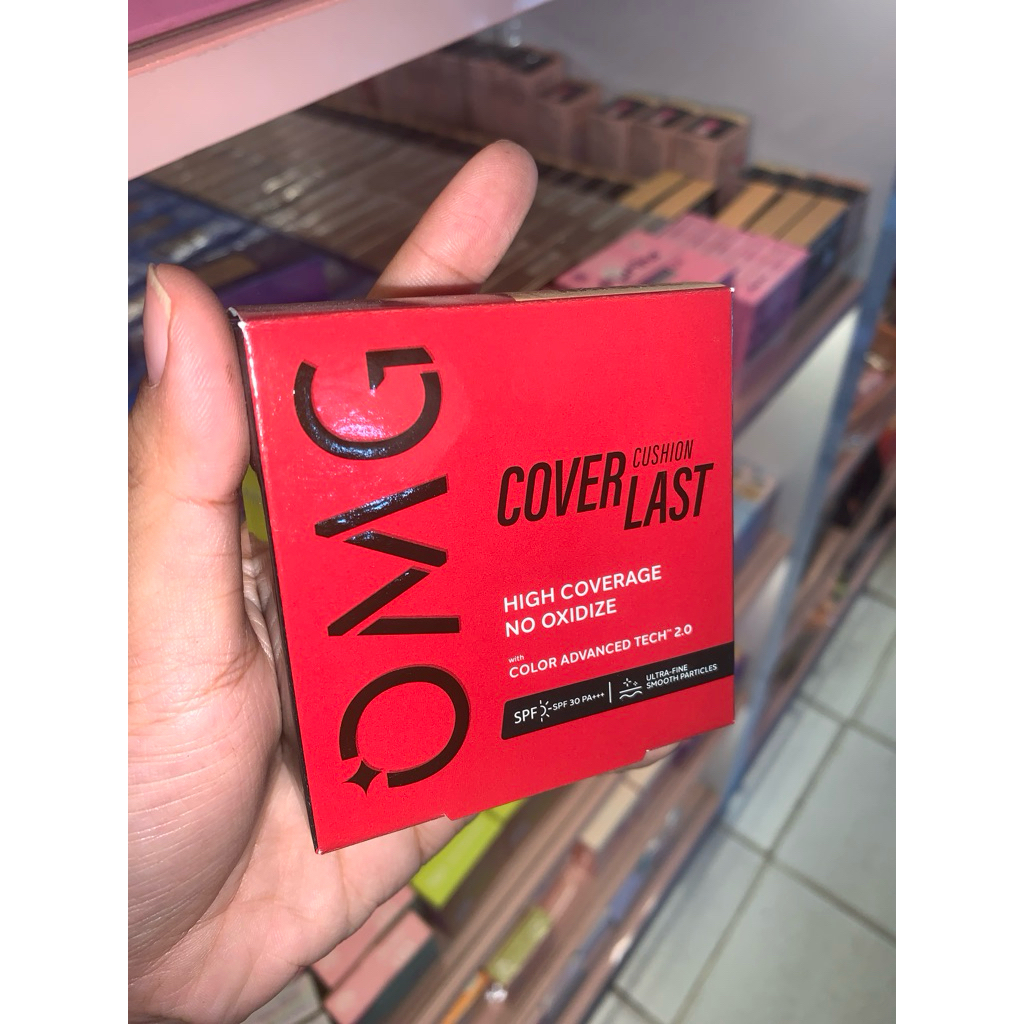 OMG
CUSHION
COVER LAST
HIGH COVERAGE
NO OXIDIZE
with
COLOR ADVANCED TECH™ 2.0
SPF SPF 30 PA+++
ULTRA-FINE
SMOOTH PARTICLES